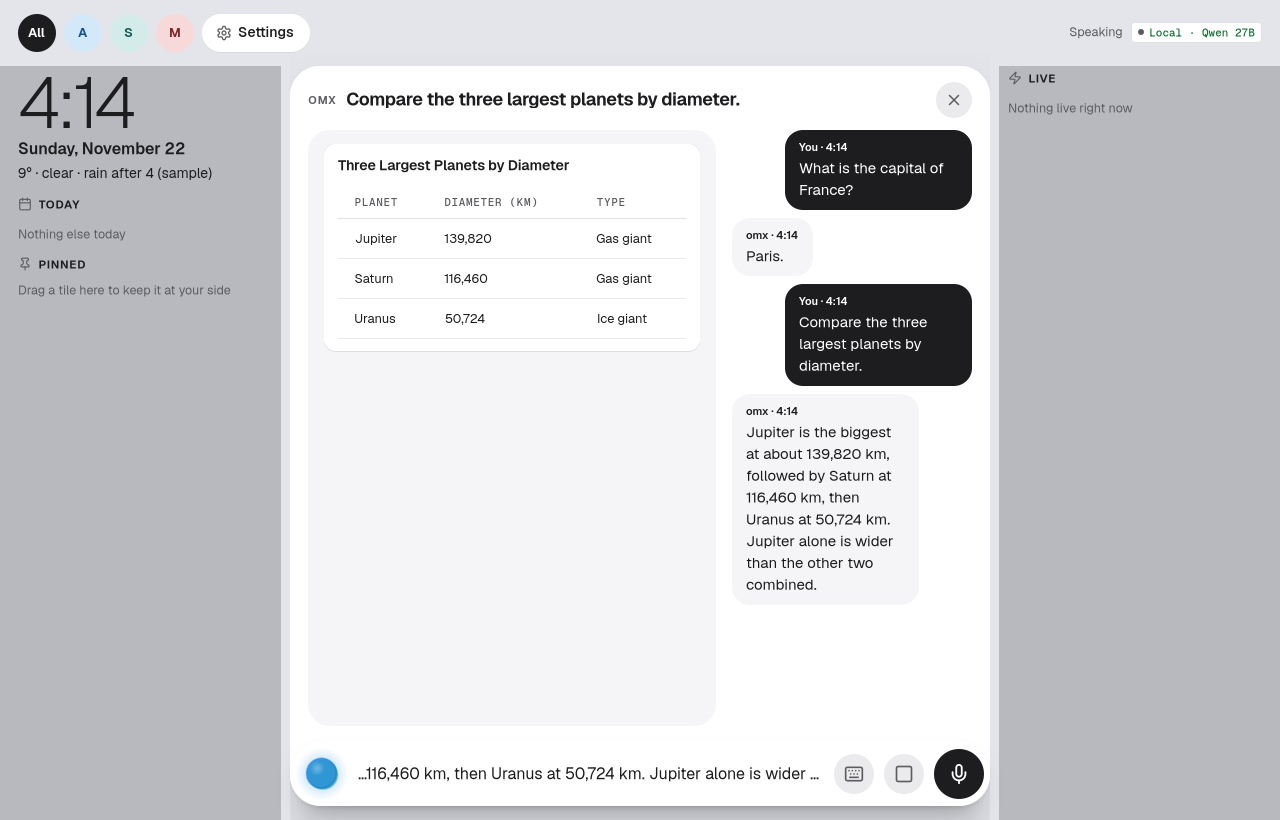 All A S M Settings
Speaking Local · Qwen 27B
4:14
Sunday, November 22
9° · clear · rain after 4 (sample)
TODAY
Nothing else today
PINNED
Drag a tile here to keep it at your side
OMX Compare the three largest planets by diameter.
Three Largest Planets by Diameter
PLANET DIAMETER (KM) TYPE
Jupiter 139,820 Gas giant
Saturn 116,460 Gas giant
Uranus 50,724 Ice giant
You · 4:14
What is the capital of
France?
omx · 4:14
Paris.
You · 4:14
Compare the three
largest planets by
diameter.
omx · 4:14
Jupiter is the biggest
at about 139,820 km,
followed by Saturn at
116,460 km, then
Uranus at 50,724 km.
Jupiter alone is wider
than the other two
combined.
...116,460 km, then Uranus at 50,724 km. Jupiter alone is wider ...
LIVE
Nothing live right now